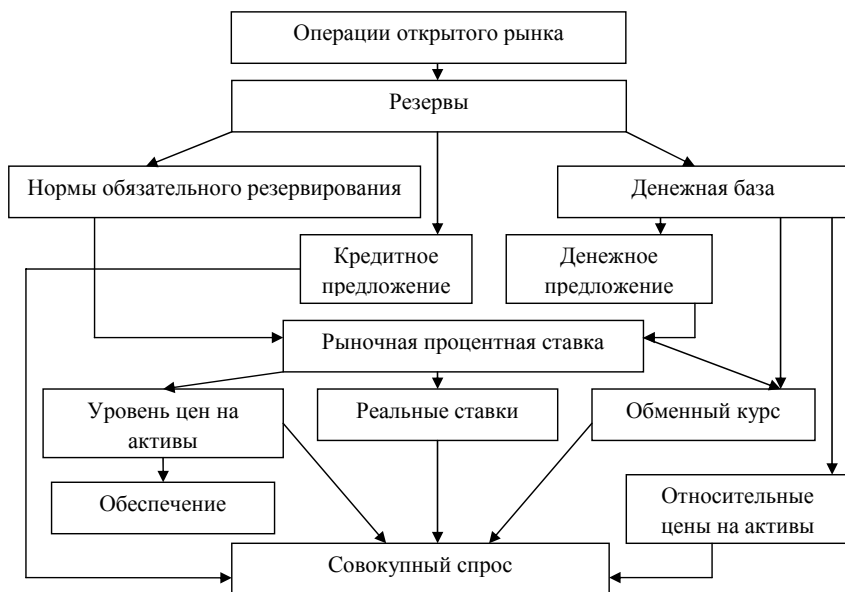 Операции открытого рынка
Резервы
Нормы обязательного резервирования
Денежная база
Кредитное
предложение
Денежное
предложение
Рыночная процентная ставка
Уровень цен на
активы
Реальные ставки
Обменный курс
Обеспечение
Относительные
цены на активы
Совокупный спрос